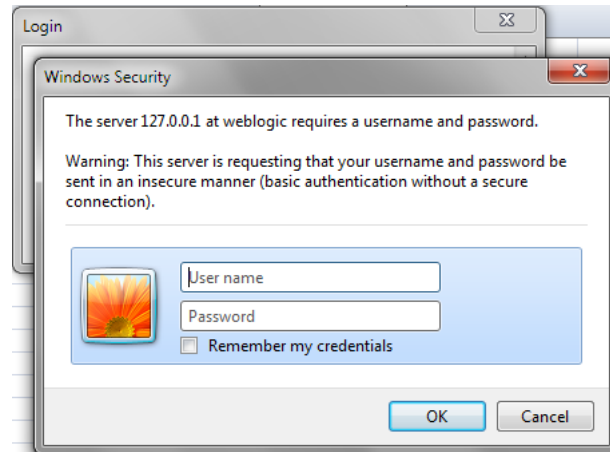 Login
Windows Security
The server 127.0.0.1 at weblogic requires a username and password.
Warning: This server is requesting that your username and password be
sent in an insecure manner (basic authentication without a secure
connection).
User name
Password
Remember my credentials
OK
Cancel